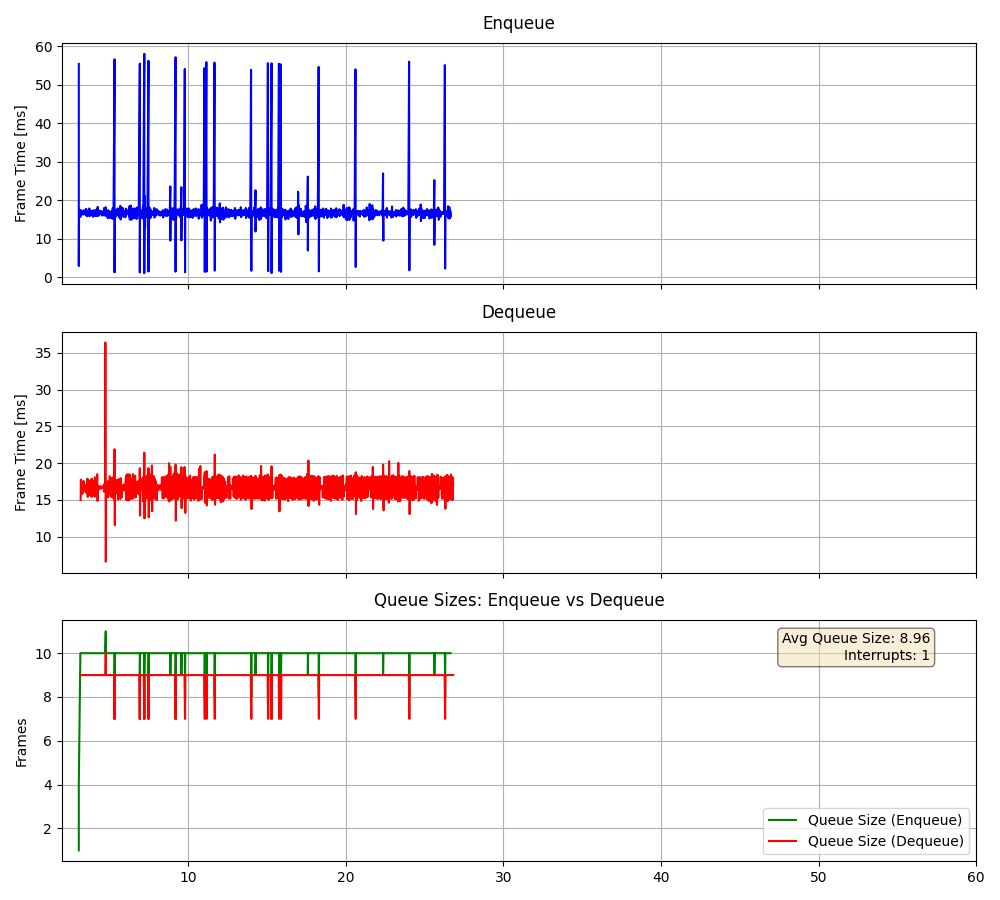 Enqueue
60
50
40
30
20
10
0
Frame Time [ms]
Dequeue
35
30
25
20
15
10
Frame Time [ms]
Queue Sizes: Enqueue vs Dequeue
10
8
6
4
2
Frames
Avg Queue Size: 8.96
Interrupts: 1
Queue Size (Enqueue)
Queue Size (Dequeue)
10 20 30 40 50 60